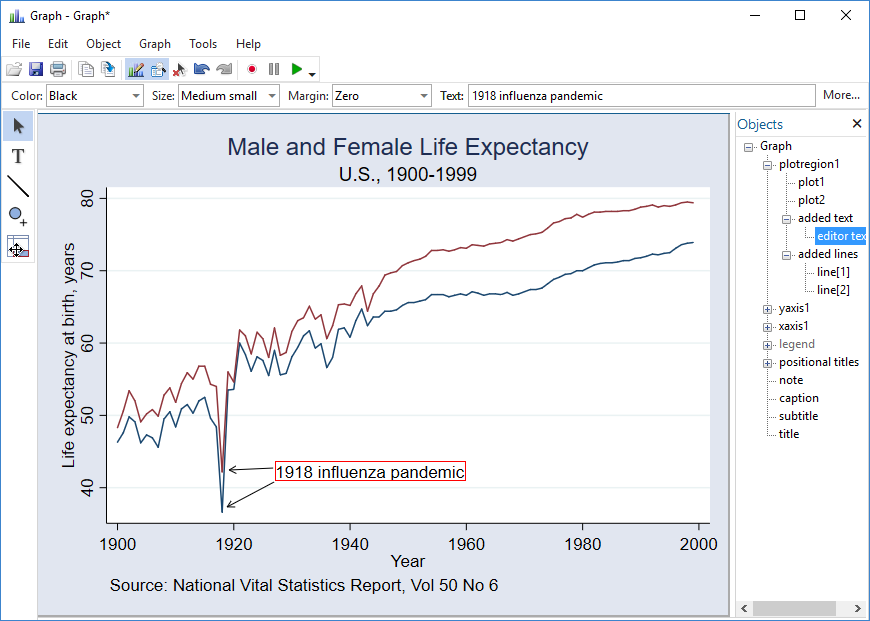 Graph - Graph*
File Edit Object Graph Tools Help
Color: Black Size: Medium small Margin: Zero Text: 1918 influenza pandemic More...
T
Male and Female Life Expectancy
U.S., 1900-1999
Life expectancy at birth, years
80
70
60
50
40
1918 influenza pandemic
1900 1920 1940 1960 1980 2000
Year
Source: National Vital Statistics Report, Vol 50 No 6
Objects
Graph
plotregion1
plot1
plot2
added text
editor tex
added lines
line[1]
line[2]
yaxis1
xaxis1
legend
positional titles
note
caption
subtitle
title